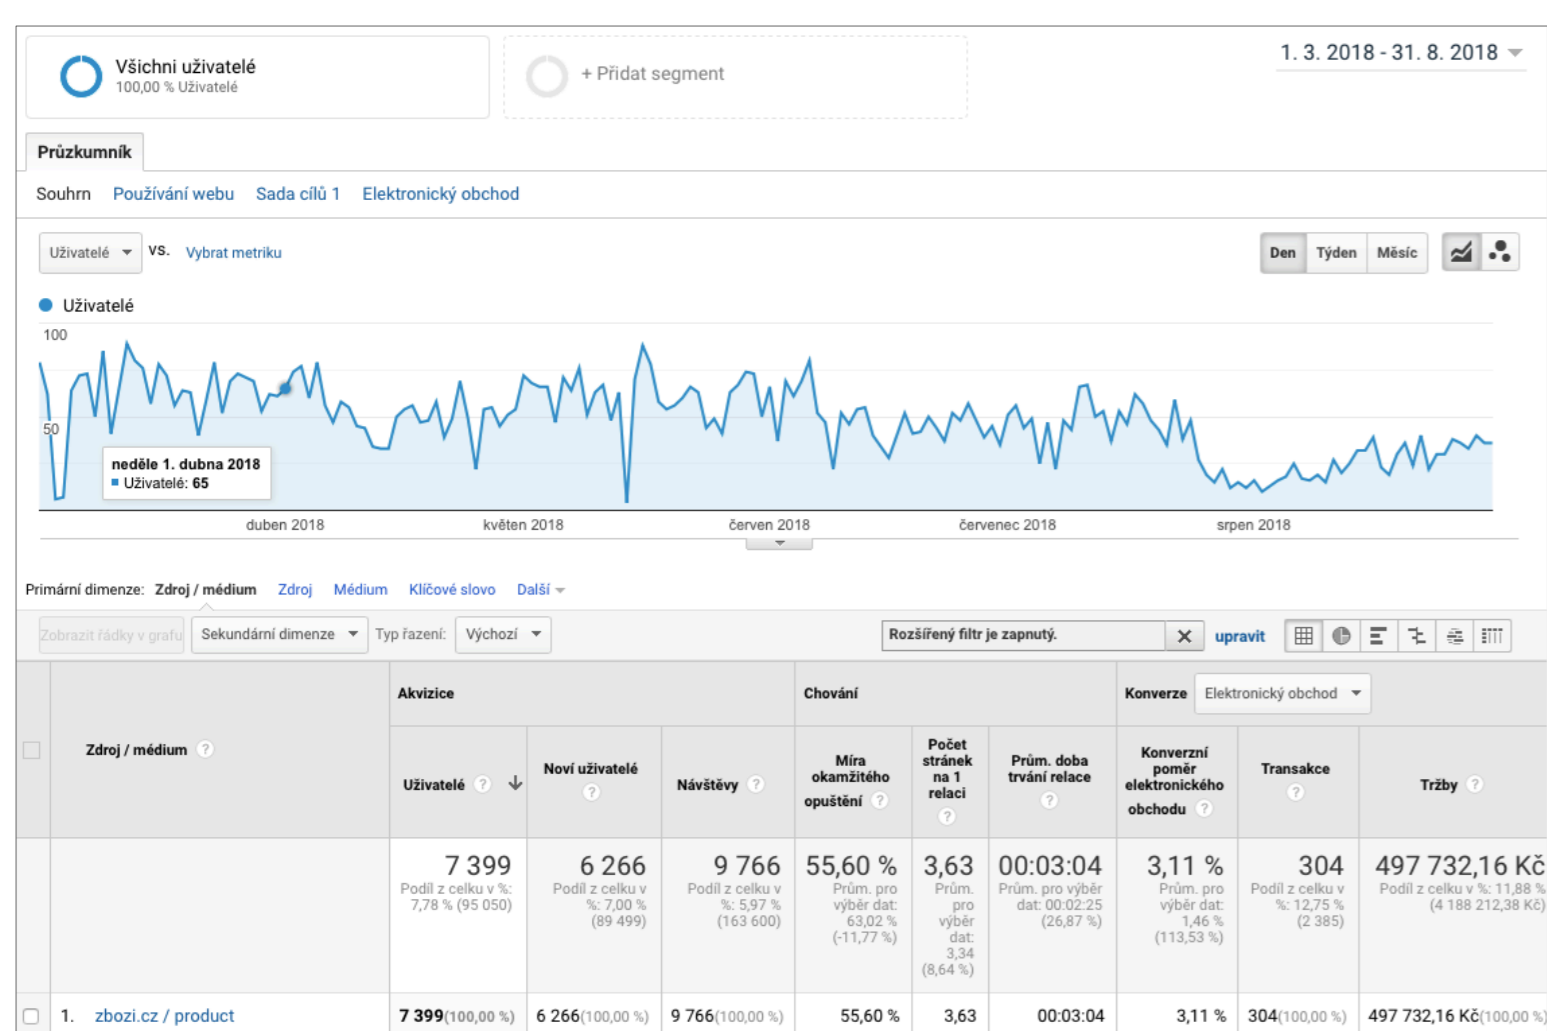 Všichni uživatelé
100,00 % Uživatelé
+ Přidat segment
1. 3. 2018 - 31. 8. 2018
Průzkumník
Souhrn Používání webu Sada cílů 1 Elektronický obchod
Uživatelé vs. Vybrat metriku
Den Týden Měsíc
Uživatelé
100
50
neděle 1. dubna 2018
Uživatelé: 65
duben 2018 květen 2018 červen 2018 červenec 2018 srpen 2018
Primární dimenze: Zdroj / médium Zdroj Médium Klíčové slovo Další
Zobrazit řádky v grafu Sekundární dimenze Typ řazení: Výchozí Rozšířený filtr je zapnutý. upravit
Akvizice Chování Konverze Elektronický obchod
Zdroj / médium ?
Uživatelé ?
Noví uživatelé
?
Návštěvy ?
Míra
okamžitého
opuštění ?
Počet
stránek
na 1
relaci
?
Prům. doba
trvání relace
?
Konverzní
poměr
elektronického
obchodu ?
Transakce
?
Tržby ?
7 399
Podíl z celku v %:
7,78 % (95 050)
6 266
Podíl z celku v
%: 7,00 %
(89 499)
9 766
Podíl z celku v
%: 5,97 %
(163 600)
55,60 %
Prům. pro
výběr dat:
63,02 %
(-11,77 %)
3,63
Prům.
pro
výběr
dat:
3,34
(8,64 %)
00:03:04
Prům. pro výběr
dat: 00:02:25
(26,87 %)
3,11 %
Prům. pro
výběr dat:
1,46 %
(113,53 %)
304
Podíl z celku v
%: 12,75 %
(2 385)
497 732,16 Kč
Podíl z celku v %: 11,88 %
(4 188 212,38 Kč)
1. zbozi.cz / product 7 399(100,00 %) 6 266(100,00 %) 9 766(100,00 %) 55,60 % 3,63 00:03:04 3,11 % 304(100,00 %) 497 732,16 Kč(100,00 %)